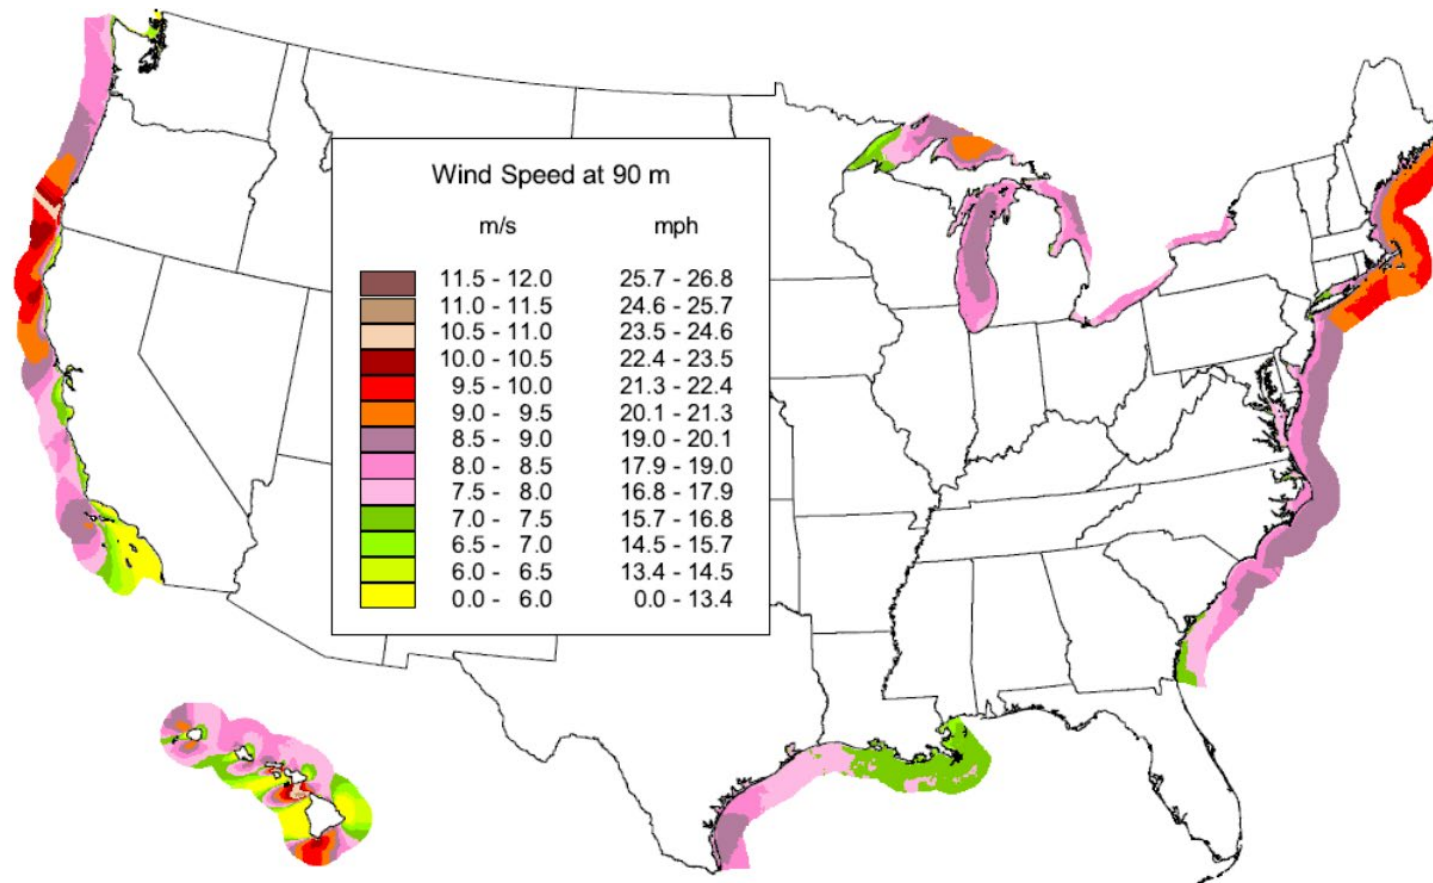 Wind Speed at 90 m
m/s mph
11.5 - 12.0 25.7 - 26.8
11.0 - 11.5 24.6 - 25.7
10.5 - 11.0 23.5 - 24.6
10.0 - 10.5 22.4 - 23.5
9.5 - 10.0 21.3 - 22.4
9.0 - 9.5 20.1 - 21.3
8.5 - 9.0 19.0 - 20.1
8.0 - 8.5 17.9 - 19.0
7.5 - 8.0 16.8 - 17.9
7.0 - 7.5 15.7 - 16.8
6.5 - 7.0 14.5 - 15.7
6.0 - 6.5 13.4 - 14.5
0.0 - 6.0 0.0 - 13.4